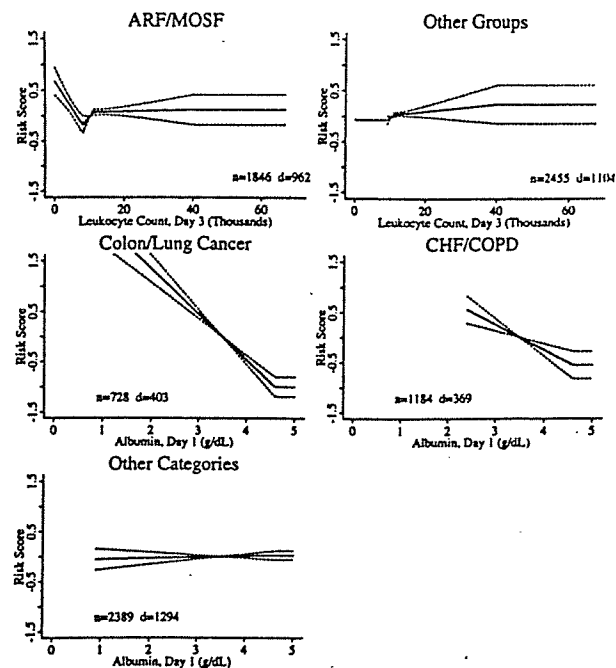 ARF/MOSF
1.5
0.5
-0.5
-1.5
Risk Score
n=1846 d=962
0 20 40 60
Leukocyte Count, Day 3 (Thousands)
Other Groups
1.5
0.5
-0.5
-1.5
Risk Score
n=2455 d=1104
0 20 40 60
Leukocyte Count, Day 3 (Thousands)
Colon/Lung Cancer
1.5
0.5
-0.5
-1.5
Risk Score
n=728 d=403
0 1 2 3 4 5
Albumin, Day 1 (g/dL)
CHF/COPD
1.5
0.5
-0.5
-1.5
Risk Score
n=1184 d=369
0 1 2 3 4 5
Albumin, Day 1 (g/dL)
Other Categories
1.5
0.5
-0.5
-1.5
Risk Score
n=2389 d=1294
0 1 2 3 4 5
Albumin, Day 1 (g/dL)